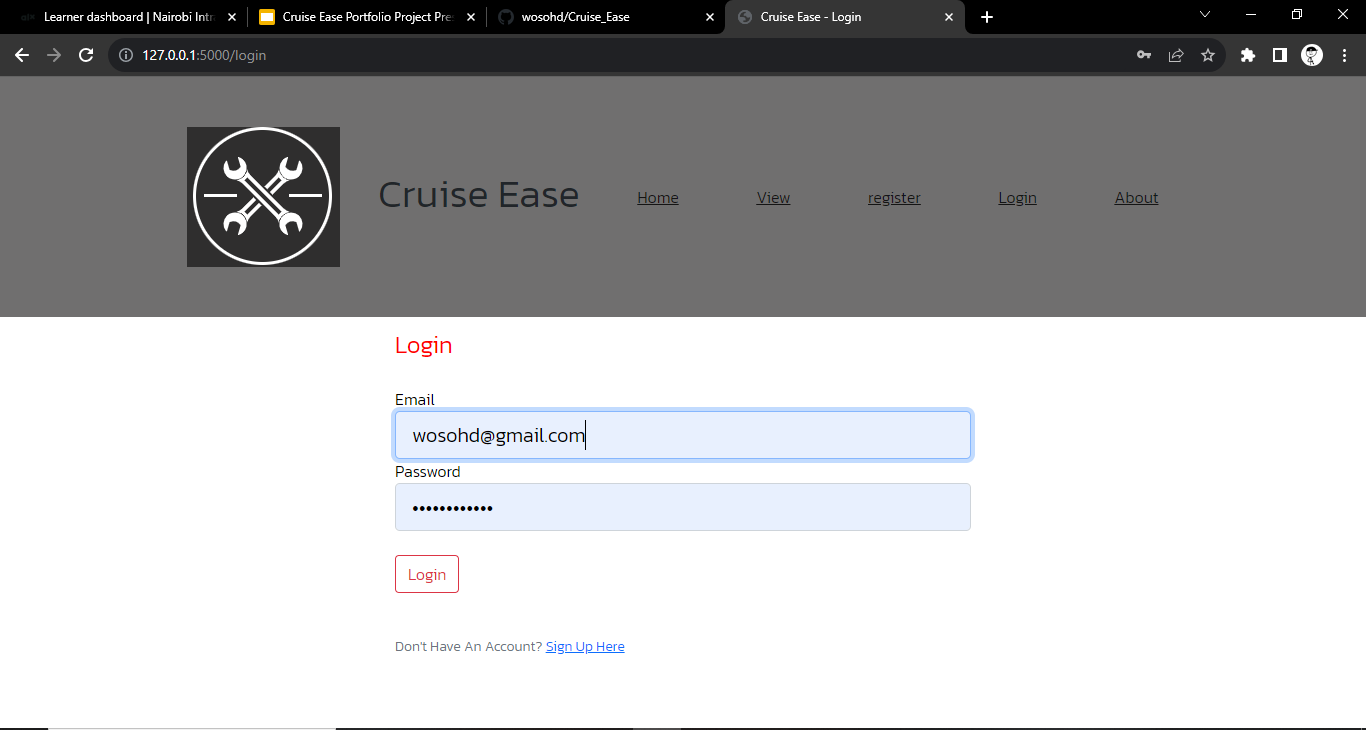 Learner dashboard | Nairobi Intr
Cruise Ease Portfolio Project Pre
wosohd/Cruise_Ease
Cruise Ease - Login
127.0.0.1:5000/login
Cruise Ease
Home
View
register
Login
About
Login
Email
wosohd@gmail.com
Password
••••••••••••
Login
Don't Have An Account? Sign Up Here